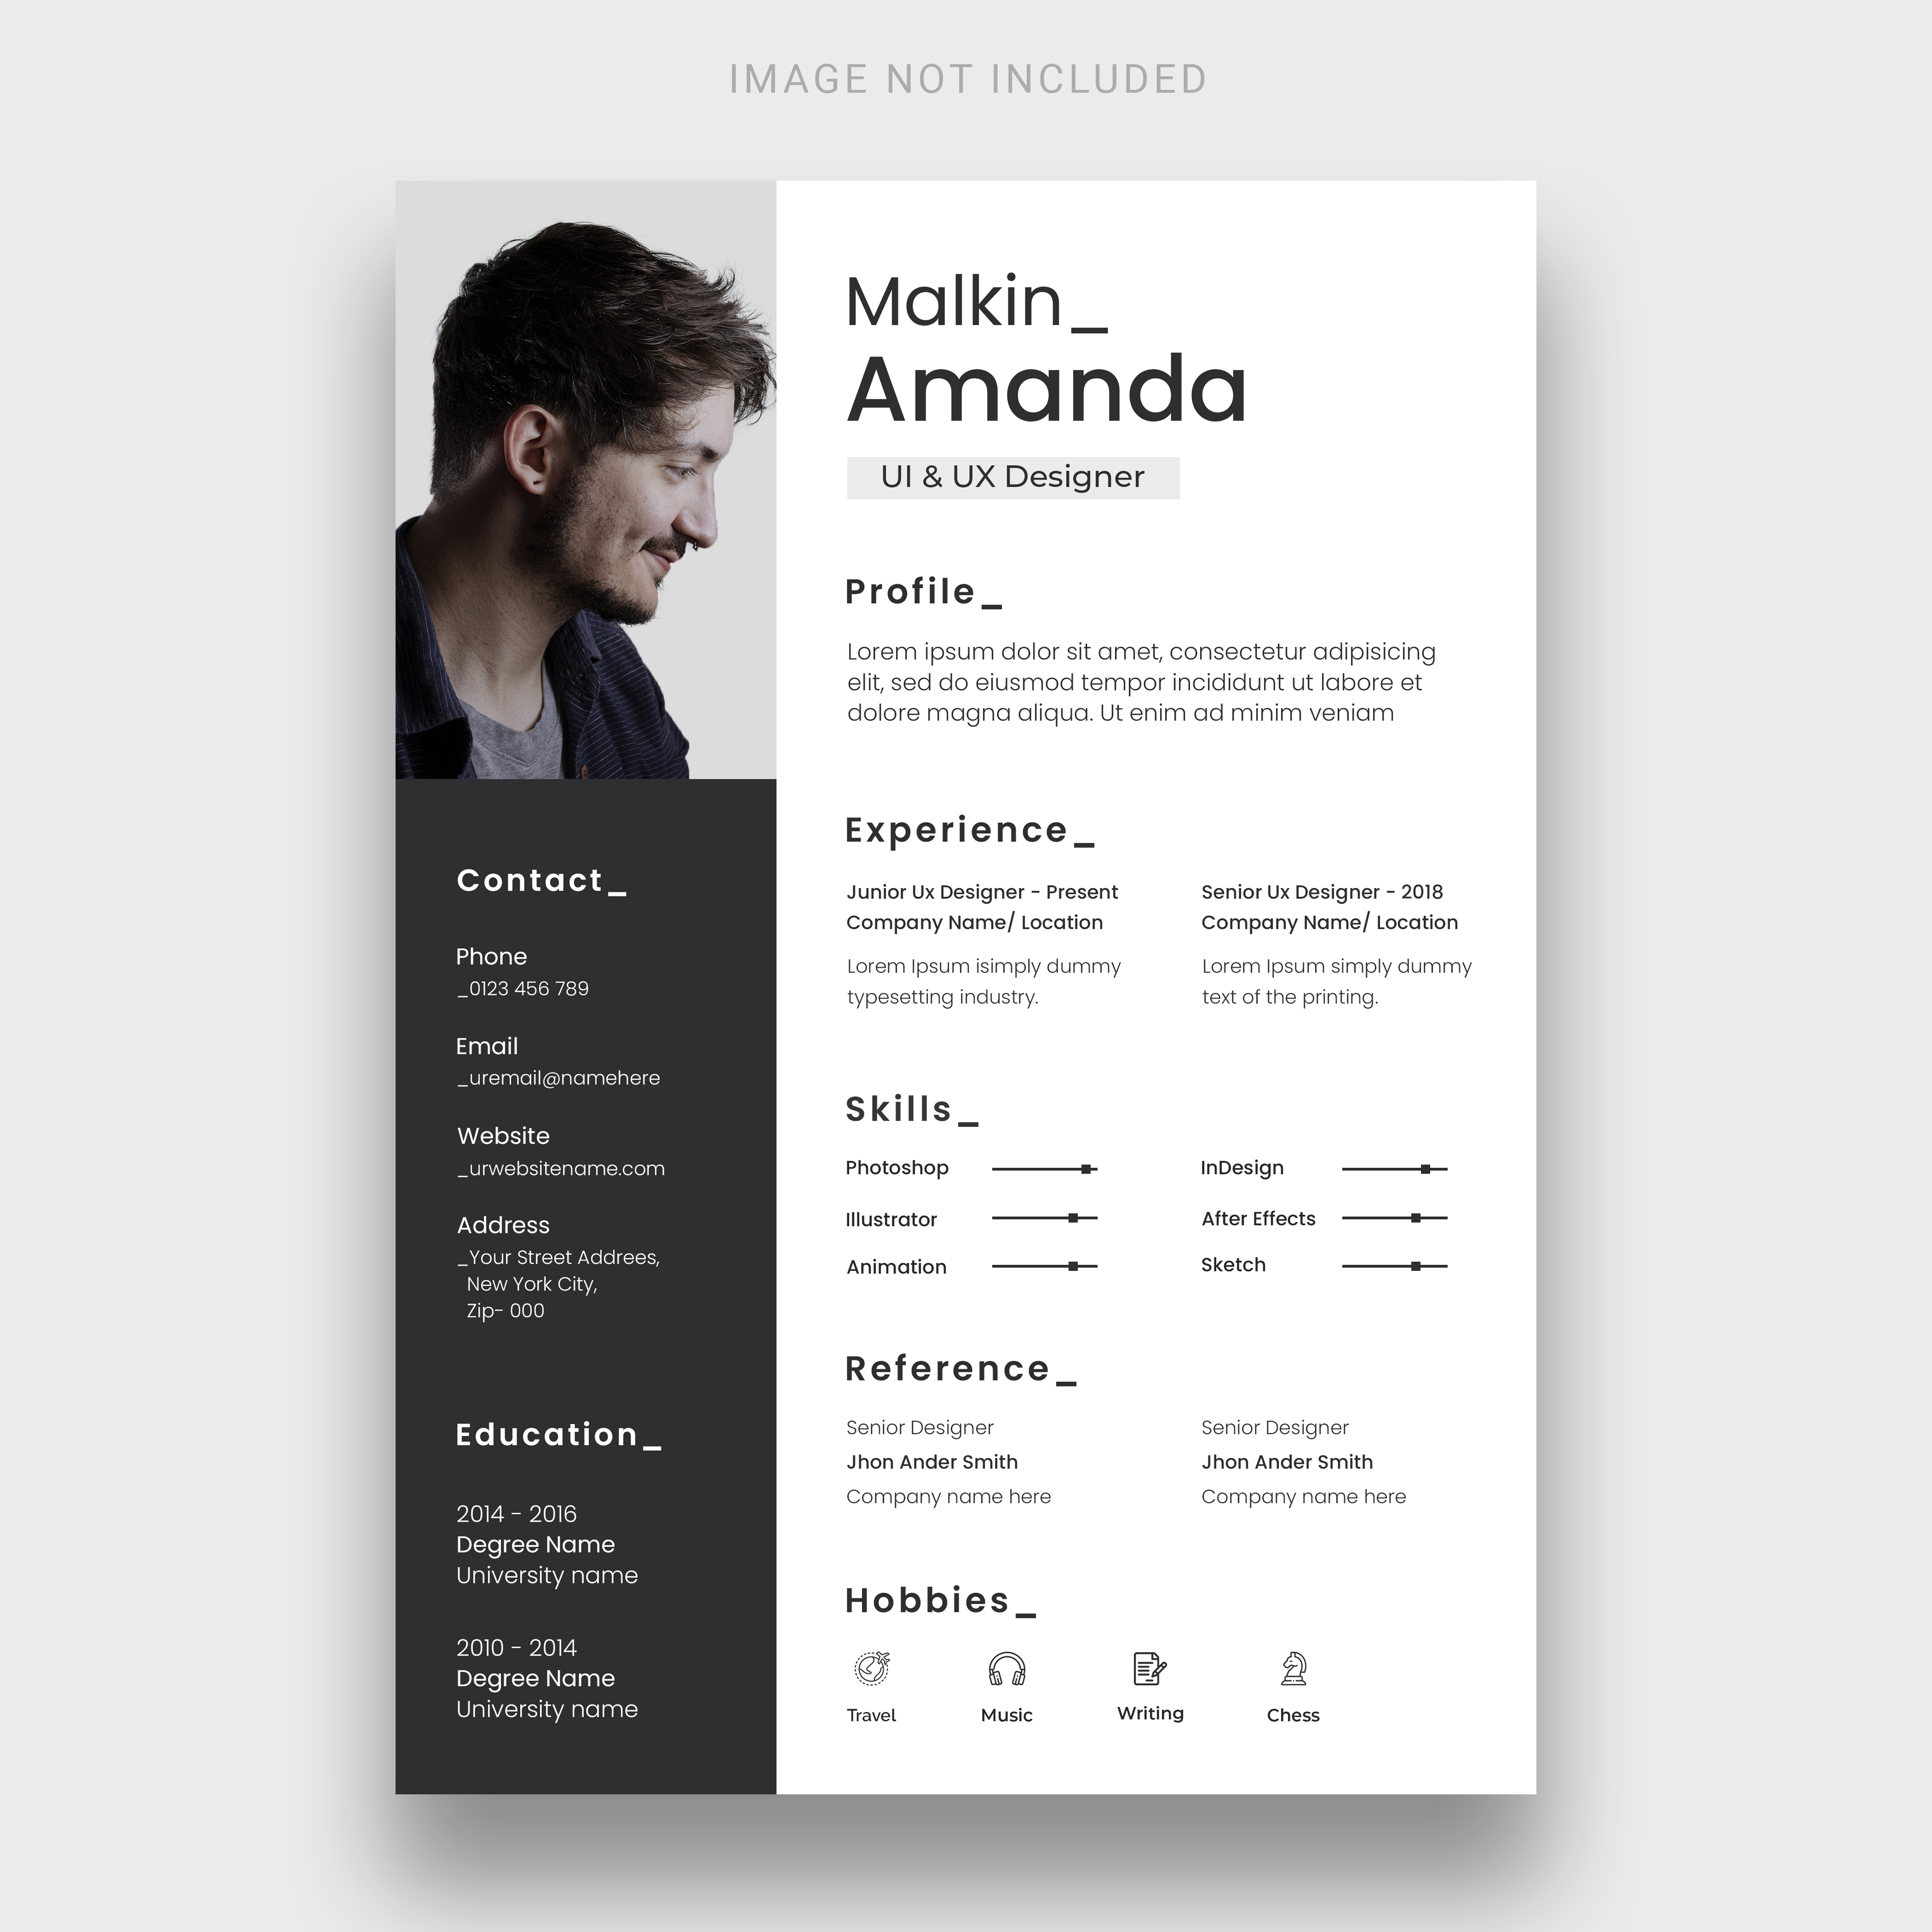 IMAGE NOT INCLUDED
Malkin_
Amanda
UI & UX Designer
Profile_
Lorem ipsum dolor sit amet, consectetur adipisicing
elit, sed do eiusmod tempor incididunt ut labore et
dolore magna aliqua. Ut enim ad minim veniam
Experience_
Junior Ux Designer - Present
Company Name/ Location
Lorem Ipsum isimply dummy
typesetting industry.
Senior Ux Designer - 2018
Company Name/ Location
Lorem Ipsum simply dummy
text of the printing.
Skills_
Photoshop
Illustrator
Animation
InDesign
After Effects
Sketch
Reference_
Senior Designer
Jhon Ander Smith
Company name here
Senior Designer
Jhon Ander Smith
Company name here
Hobbies_
Travel
Music
Writing
Chess
Contact_
Phone
_0123 456 789
Email
_uremail@namehere
Website
_urwebsitename.com
Address
_Your Street Addrees,
New York City,
Zip- 000
Education_
2014 - 2016
Degree Name
University name
2010 - 2014
Degree Name
University name